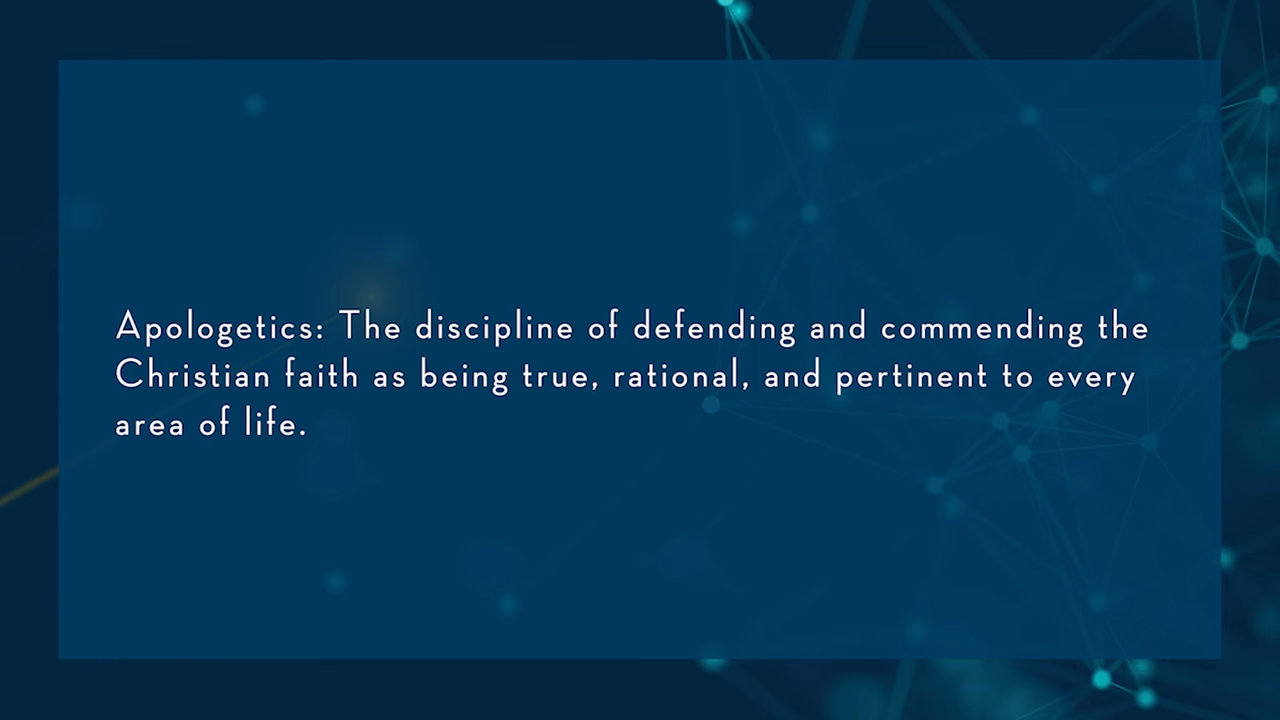 Apologetics: The discipline of defending and commending the
Christian faith as being true, rational, and pertinent to every
area of life.